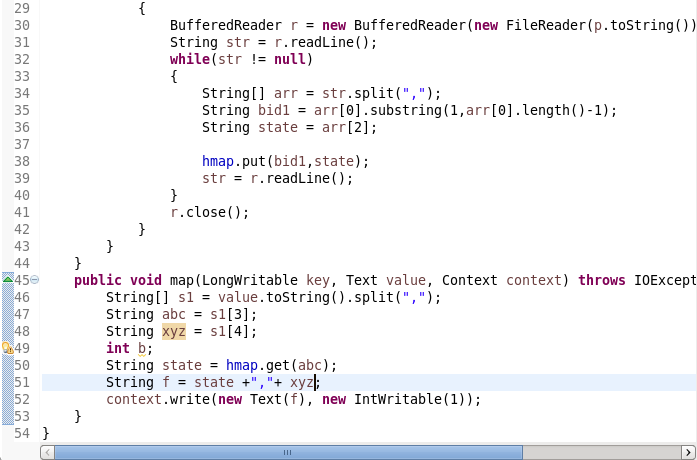 29 {
30 BufferedReader r = new BufferedReader(new FileReader(p.toString())
31 String str = r.readLine();
32 while(str != null)
33 {
34 String[] arr = str.split(",");
35 String bid1 = arr[0].substring(1,arr[0].length()-1);
36 String state = arr[2];
37
38 hmap.put(bid1,state);
39 str = r.readLine();
40 }
41 r.close();
42 }
43 }
44 }
45 public void map(LongWritable key, Text value, Context context) throws IOExcept
46 String[] s1 = value.toString().split(",");
47 String abc = s1[3];
48 String xyz = s1[4];
49 int b;
50 String state = hmap.get(abc);
51 String f = state +","+ xyz;
52 context.write(new Text(f), new IntWritable(1));
53 }
54 }